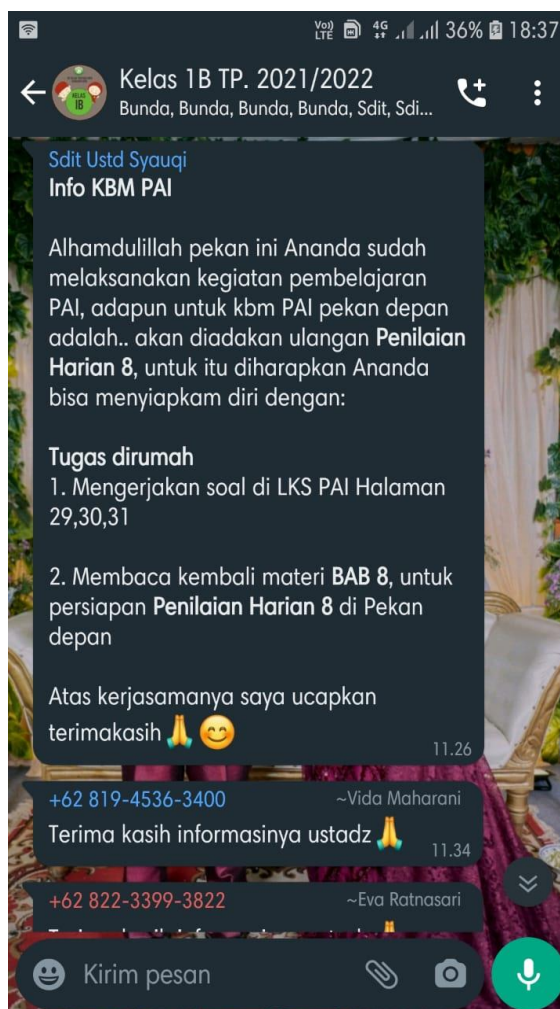 Vo)) LTE 4G 36% 18:37
Kelas 1B TP. 2021/2022
Bunda, Bunda, Bunda, Bunda, Sdit, Sdi...
KELAS
1B
Sdit Ustd Syauqi
Info KBM PAI
Alhamdulillah pekan ini Ananda sudah
melaksanakan kegiatan pembelajaran
PAI, adapun untuk kbm PAI pekan depan
adalah.. akan diadakan ulangan Penilaian
Harian 8, untuk itu diharapkan Ananda
bisa menyiapkam diri dengan:
Tugas dirumah
1. Mengerjakan soal di LKS PAI Halaman
29,30,31
2. Membaca kembali materi BAB 8, untuk
persiapan Penilaian Harian 8 di Pekan
depan
Atas kerjasamanya saya ucapkan
terimakasih 🙏 😊
11.26
+62 819-4536-3400 ~Vida Maharani
Terima kasih informasinya ustadz 🙏
11.34
+62 822-3399-3822 ~Eva Ratnasari
Kirim pesan